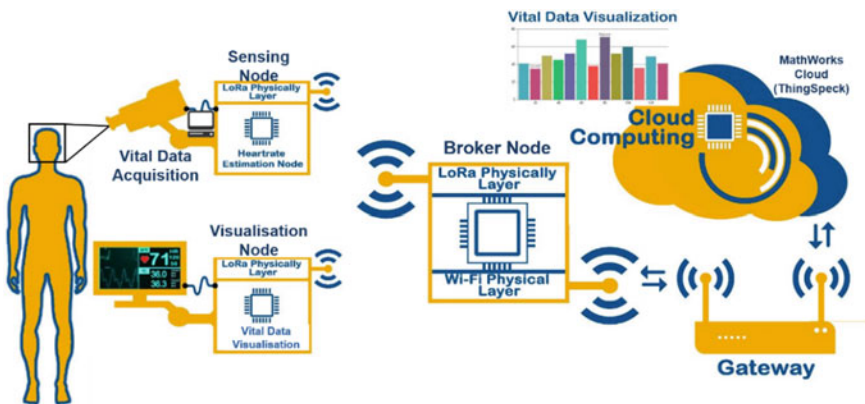 Vital Data Visualization
Sensing
Node
LoRa Physically
Layer
Heartrate
Estimation Node
Vital Data
Acquisition
MathWorks
Cloud
(ThingSpeck)
Cloud
Computing
Broker Node
LoRa Physically
Layer
Wi-Fi Physical
Layer
Visualisation
Node
LoRa Physically
Layer
71
36.0
36.3
Vital Data
Visualisation
Gateway